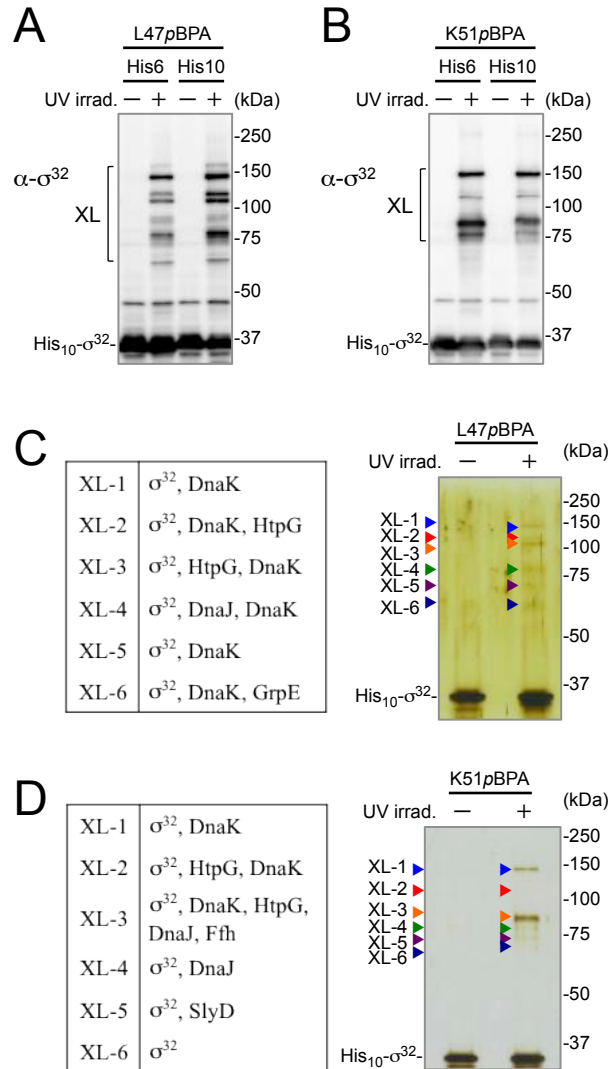 A
L47pBPA
His6 His10
UV irrad. − + − + (kDa)
-250
-150
α-σ³²
XL
-100
-75
-50
His₁₀-σ³²-
-37
B
K51pBPA
His6 His10
UV irrad. − + − + (kDa)
-250
α-σ³²
-150
XL
-100
-75
-50
His₁₀-σ³²-
-37
C
XL-1 σ³², DnaK
XL-2 σ³², DnaK, HtpG
XL-3 HtpG, DnaK
XL-4 σ³², DnaJ, DnaK
XL-5 σ³², DnaK
XL-6 σ³², DnaK, GrpE
L47pBPA
UV irrad. − + (kDa)
-250
XL-1 -150
XL-2
XL-3 -100
XL-4 -75
XL-5
XL-6
-50
-37
His₁₀-σ³²-
D
XL-1 σ³², DnaK
XL-2 σ³², HtpG, DnaK
XL-3 σ³², DnaK, HtpG,
DnaJ, Ffh
XL-4 σ³², DnaJ
XL-5 σ³², SlyD
XL-6 σ³²
K51pBPA
UV irrad. − + (kDa)
-250
XL-1 -150
XL-2 -100
XL-3
XL-4 -75
XL-5
XL-6
-50
-37
His₁₀-σ³²-